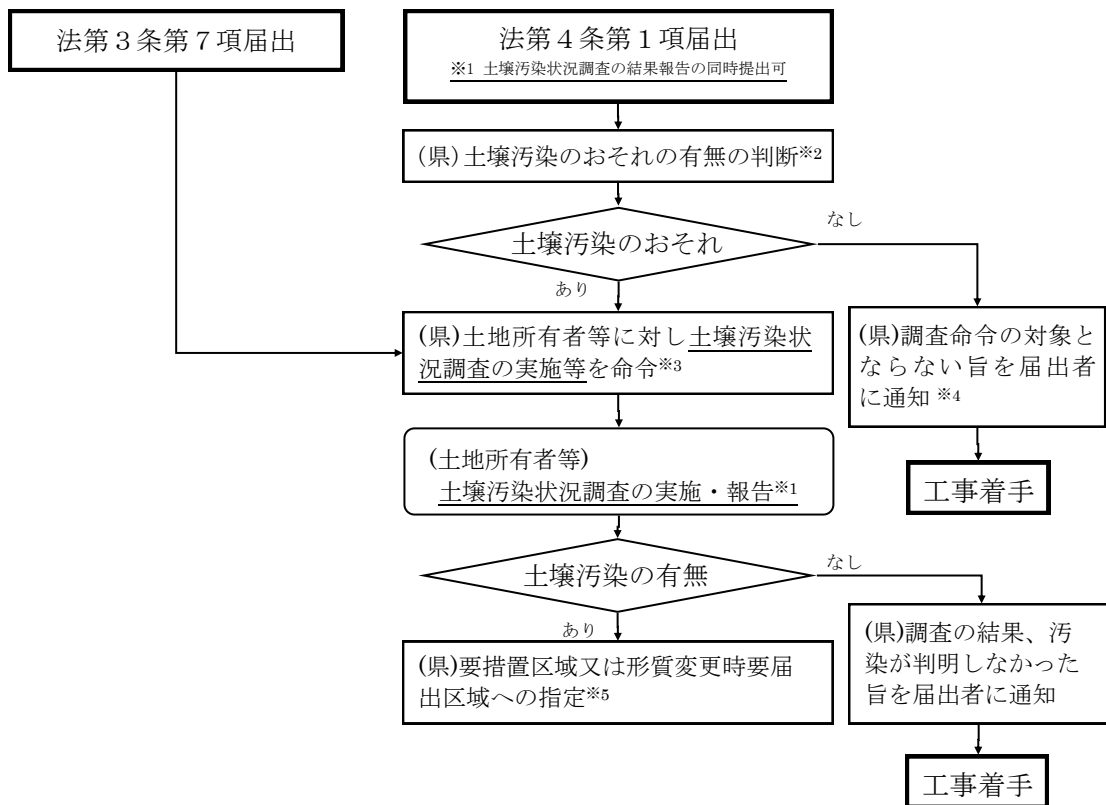 法第３条第７項届出
法第４条第１項届出
※1 土壌汚染状況調査の結果報告の同時提出可
(県)土壌汚染のおそれの有無の判断※2
土壌汚染のおそれ
なし
あり
(県)土地所有者等に対し土壌汚染状
況調査の実施等を命令※3
(県)調査命令の対象と
ならない旨を届出者
に通知 ※4
(土地所有者等)
土壌汚染状況調査の実施・報告※1
工事着手
土壌汚染の有無
なし
あり
(県)要措置区域又は形質変更時要届
出区域への指定※5
(県)調査の結果、汚
染が判明しなかった
旨を届出者に通知
工事着手